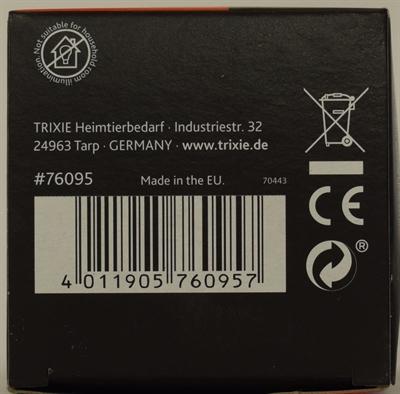 Not suitable for household
room illumination
TRIXIE Heimtierbedarf · Industriestr. 32
24963 Tarp · GERMANY · www.trixie.de
#76095
Made in the EU.
70443
CE
®
4 011905 760957